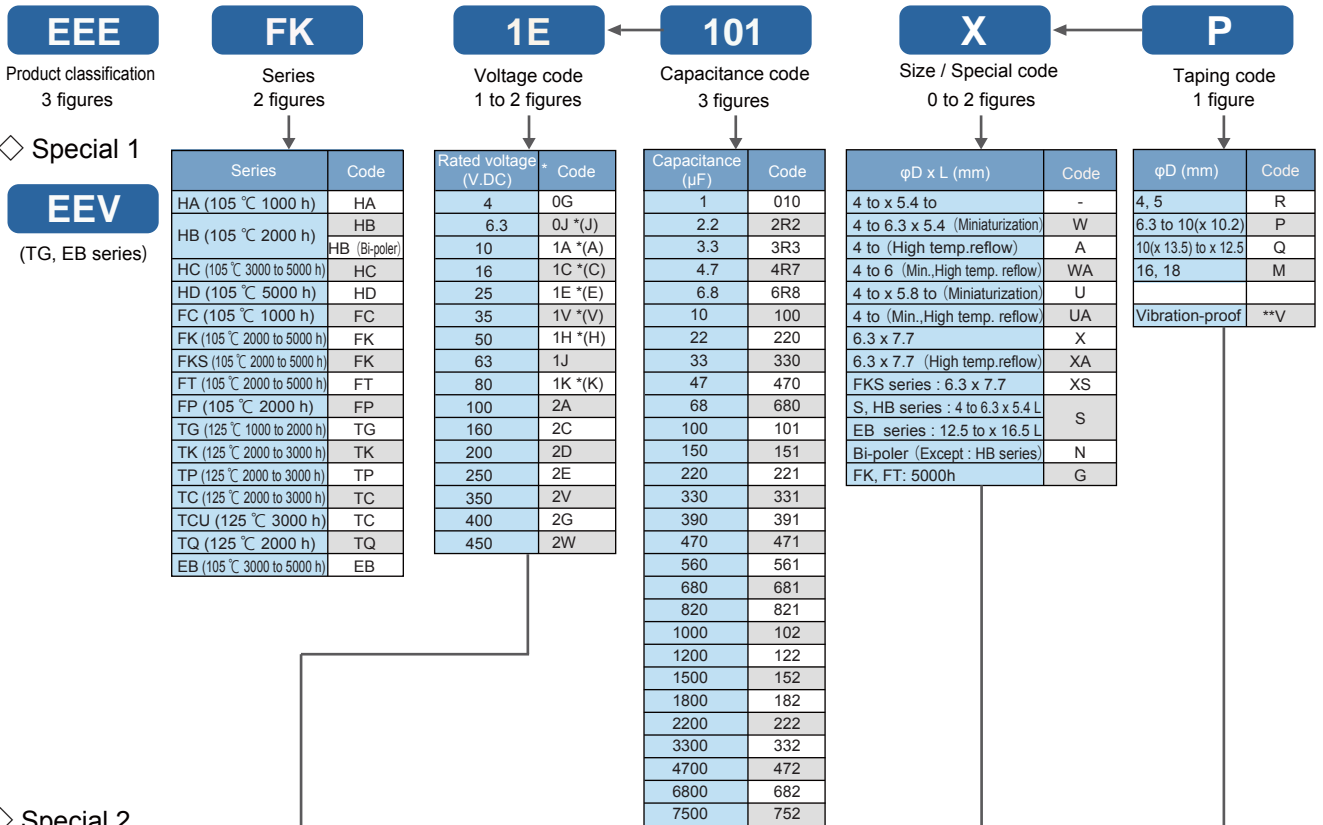 EEE FK 1E 101 X P
Product classification
3 figures
Series
2 figures
Voltage code
1 to 2 figures
Capacitance code
3 figures
Size / Special code
0 to 2 figures
Taping code
1 figure
◇ Special 1
EEV
(TG, EB series)
Series Code
HA (105 ℃ 1000 h) HA
HB (105 ℃ 2000 h) HB
HB (Bi-poler)
HC (105 ℃ 3000 to 5000 h) HC
HD (105 ℃ 5000 h) HD
FC (105 ℃ 1000 h) FC
FK (105 ℃ 2000 to 5000 h) FK
FKS (105 ℃ 2000 to 5000 h) FK
FT (105 ℃ 2000 to 5000 h) FT
FP (105 ℃ 2000 h) FP
TG (125 ℃ 1000 to 2000 h) TG
TK (125 ℃ 2000 to 3000 h) TK
TP (125 ℃ 2000 to 3000 h) TP
TC (125 ℃ 2000 to 3000 h) TC
TCU (125 ℃ 3000 h) TC
TQ (125 ℃ 2000 h) TQ
EB (105 ℃ 3000 to 5000 h) EB
Rated voltage (V.DC) * Code
4 0G
6.3 0J *(J)
10 1A *(A)
16 1C *(C)
25 1E *(E)
35 1V *(V)
50 1H *(H)
63 1J
80 1K *(K)
100 2A
160 2C
200 2D
250 2E
350 2V
400 2G
450 2W
Capacitance (μF) Code
1 010
2.2 2R2
3.3 3R3
4.7 4R7
6.8 6R8
10 100
22 220
33 330
47 470
68 680
100 101
150 151
220 221
330 331
390 391
470 471
560 561
680 681
820 821
1000 102
1200 122
1500 152
1800 182
2200 222
3300 332
4700 472
6800 682
7500 752
φD x L (mm) Code
4 to x 5.4 to -
4 to 6.3 x 5.4 (Miniaturization) W
4 to (High temp.reflow) A
4 to 6 (Min.,High temp. reflow) WA
4 to x 5.8 to (Miniaturization) U
4 to (Min.,High temp. reflow) UA
6.3 x 7.7 X
6.3 x 7.7 (High temp.reflow) XA
FKS series : 6.3 x 7.7 XS
S, HB series : 4 to 6.3 x 5.4 L S
EB series : 12.5 to x 16.5 L
Bi-poler (Except : HB series) N
FK, FT: 5000h G
φD (mm) Code
4, 5 R
6.3 to 10(x 10.2) P
10(x 13.5) to x 12.5 Q
16, 18 M
Vibration-proof **V
◇ Special 2